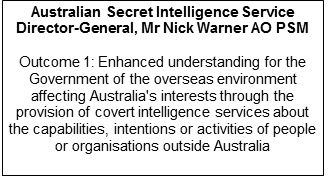 Australian Secret Intelligence Service
Director-General, Mr Nick Warner AO PSM
Outcome 1: Enhanced understanding for the
Government of the overseas environment
affecting Australia's interests through the
provision of covert intelligence services about
the capabilities, intentions or activities of people
or organisations outside Australia